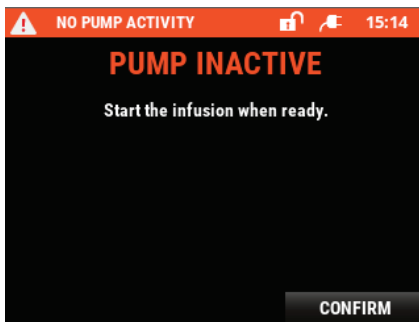 NO PUMP ACTIVITY 15:14
PUMP INACTIVE
Start the infusion when ready.
CONFIRM